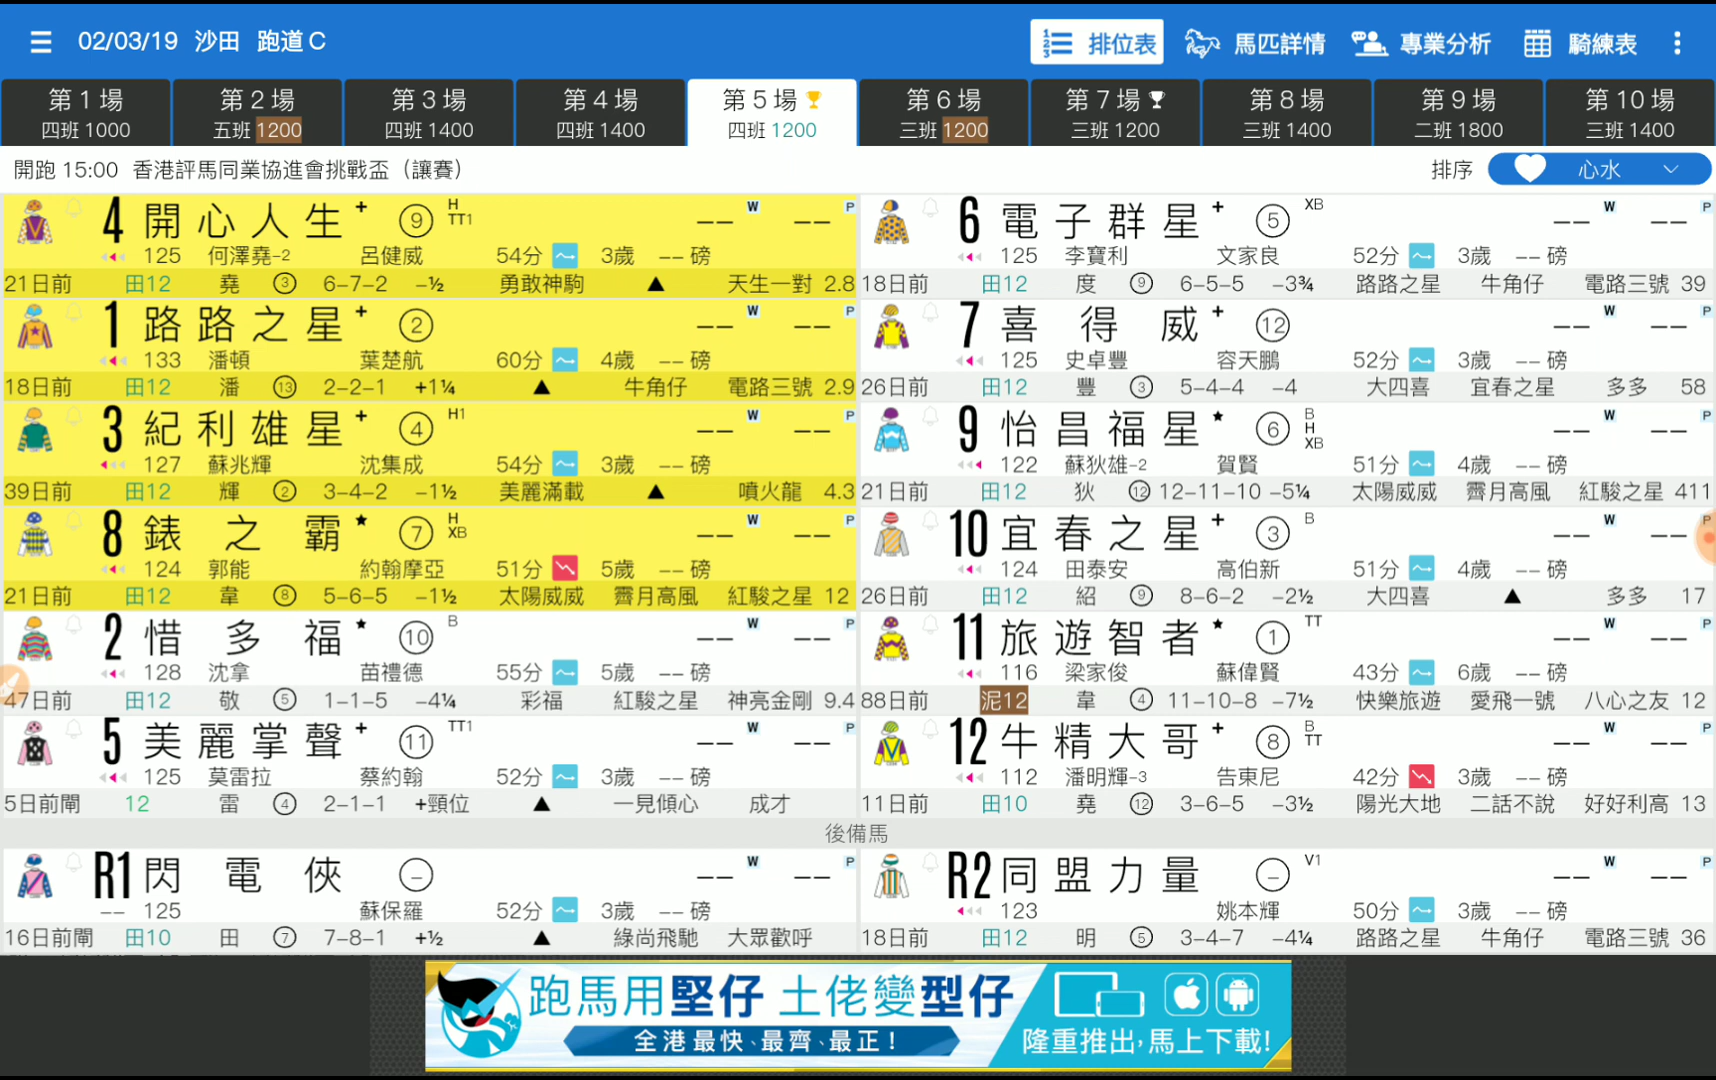 02/03/19 沙田 跑道 C
排位表 馬匹詳情 專業分析 騎練表
第 1 場 第 2 場 第 3 場 第 4 場 第 5 場 第 6 場 第 7 場 第 8 場 第 9 場 第 10 場
四班 1000 五班 1200 四班 1400 四班 1400 四班 1200 三班 1200 三班 1200 三班 1400 二班 1800 三班 1400
開跑 15:00 香港評馬同業協進會挑戰盃（讓賽） 排序 心水
4 開心人生+ 9 H TT1 -- W -- P
125 何澤堯-2 呂健威 54分 3歲 -- 磅
21日前 田12 堯 3 6-7-2 -½ 勇敢神駒 ▲ 天生一對 2.8
1 路路之星+ 2 -- W -- P
133 潘頓 葉楚航 60分 4歲 -- 磅
18日前 田12 潘 13 2-2-1 +1¼ ▲ 牛角仔 電路三號 2.9
3 紀利雄星+ 4 H1 -- W -- P
127 蘇兆輝 沈集成 54分 3歲 -- 磅
39日前 田12 輝 2 3-4-2 -1½ 美麗滿載 ▲ 噴火龍 4.3
8 錶之霸★ 7 H XB -- W -- P
124 郭能 約翰摩亞 51分 5歲 -- 磅
21日前 田12 韋 8 5-6-5 -1½ 太陽威威 霽月高風 紅駿之星 12
2 惜多福★ 10 B -- W -- P
128 沈拿 苗禮德 55分 5歲 -- 磅
47日前 田12 敬 5 1-1-5 -4¼ 彩福 紅駿之星 神亮金剛 9.4
5 美麗掌聲+ 11 TT1 -- W -- P
125 莫雷拉 蔡約翰 52分 3歲 -- 磅
5日前閘 12 雷 4 2-1-1 +頸位 ▲ 一見傾心 成才
6 電子群星+ 5 XB -- W -- P
125 李寶利 文家良 52分 3歲 -- 磅
18日前 田12 度 9 6-5-5 -3¾ 路路之星 牛角仔 電路三號 39
7 喜得威+ 12 -- W -- P
125 史卓豐 容天鵬 52分 3歲 -- 磅
26日前 田12 豐 3 5-4-4 -4 大四喜 宜春之星 多多 58
9 怡昌福星★ 6 B H XB -- W -- P
122 蘇狄雄-2 賀賢 51分 4歲 -- 磅
21日前 田12 狄 12 12-11-10 -5¼ 太陽威威 霽月高風 紅駿之星 411
10 宜春之星+ 3 B -- W -- P
124 田泰安 高伯新 51分 4歲 -- 磅
26日前 田12 紹 9 8-6-2 -2½ 大四喜 ▲ 多多 17
11 旅遊智者★ 1 TT -- W -- P
116 梁家俊 蘇偉賢 43分 6歲 -- 磅
88日前 泥12 韋 4 11-10-8 -7½ 快樂旅遊 愛飛一號 八心之友 12
12 牛精大哥+ 8 B TT -- W -- P
112 潘明輝-3 告東尼 42分 3歲 -- 磅
11日前 田10 堯 12 3-6-5 -3½ 陽光大地 二話不說 好好利高 13
後備馬
R1 閃電俠 - -- W -- P
-- 125 蘇保羅 52分 3歲 -- 磅
16日前閘 田10 田 7 7-8-1 +½ ▲ 綠尚飛馳 大眾歡呼
R2 同盟力量 - V1 -- W -- P
123 姚本輝 50分 3歲 -- 磅
18日前 田12 明 5 3-4-7 -4¼ 路路之星 牛角仔 電路三號 36
跑馬用堅仔 土佬變型仔
全港最快、最齊、最正！
隆重推出，馬上下載！